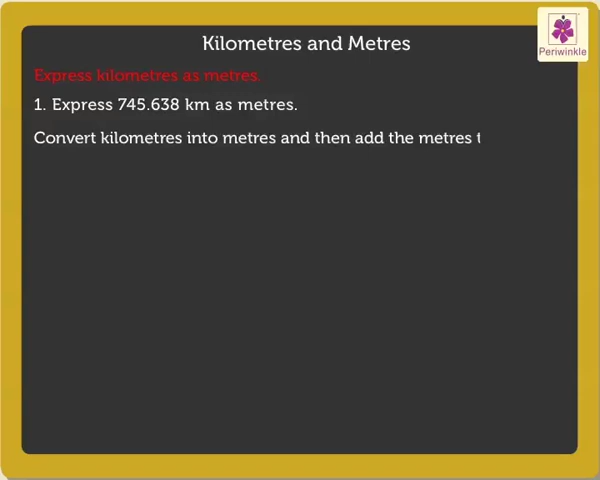 Kilometres and Metres
Periwinkle
Express kilometres as metres.
1. Express 745.638 km as metres.
Convert kilometres into metres and then add the metres t